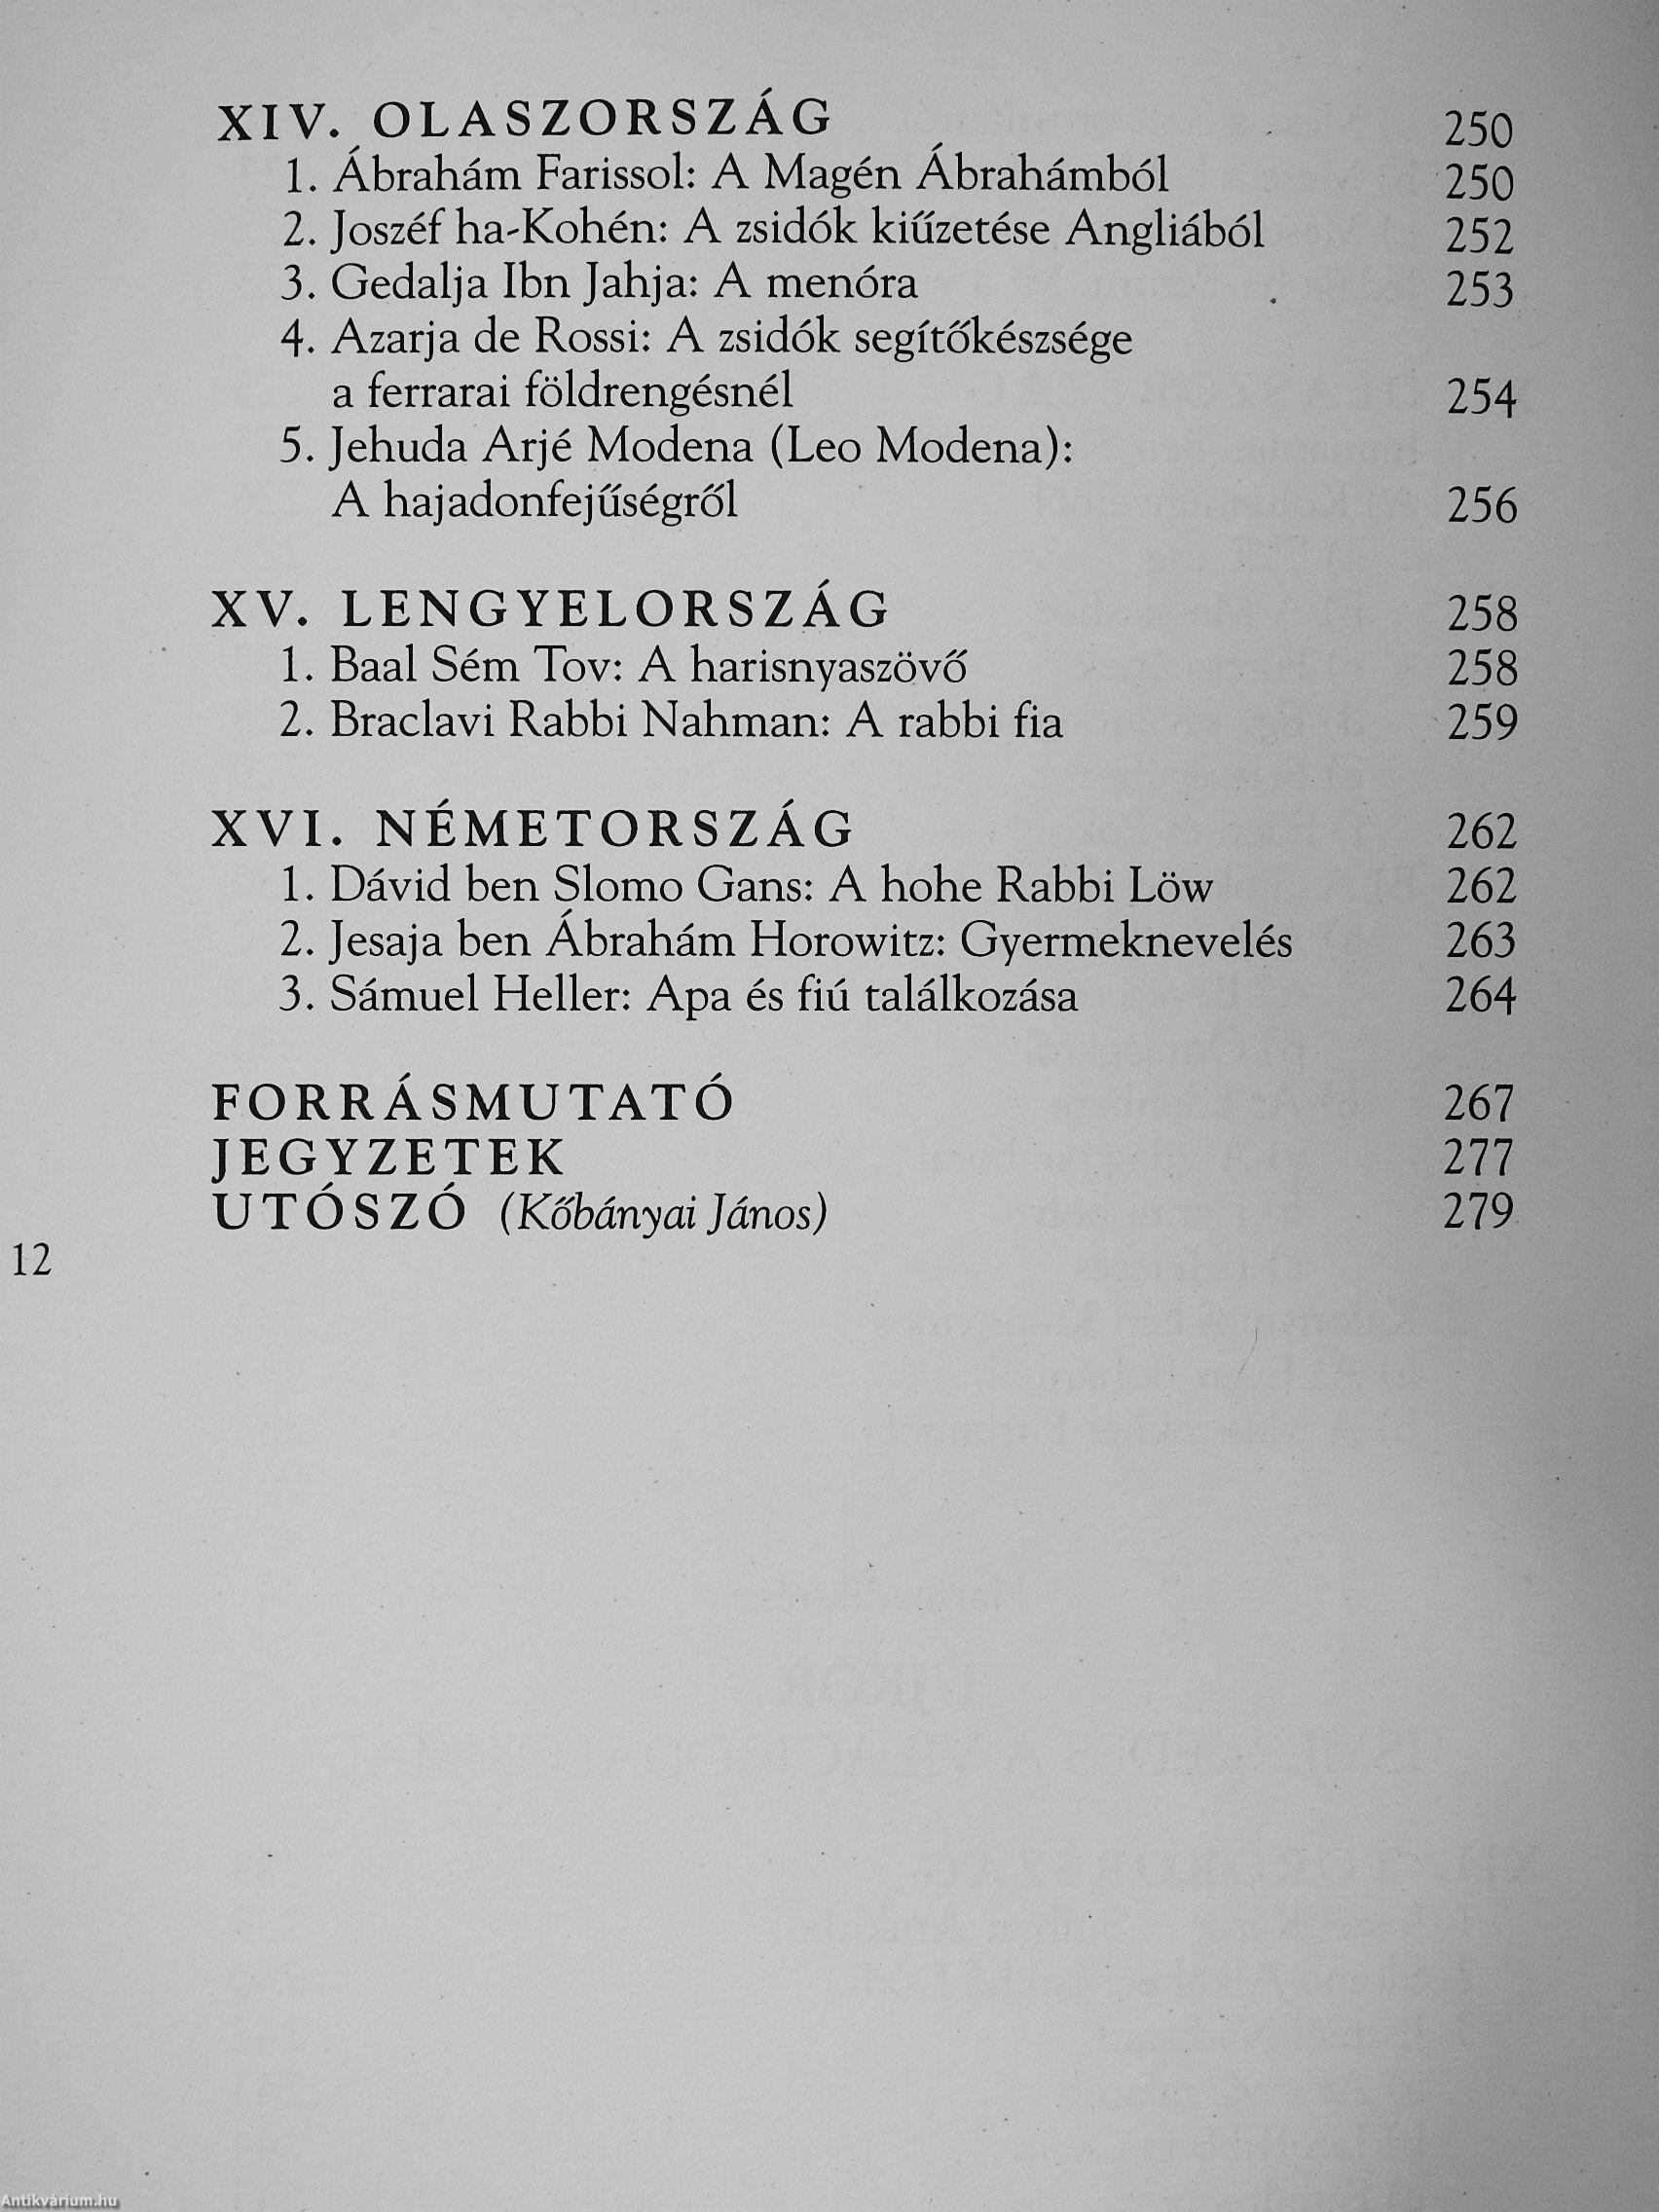 XIV. OLASZORSZÁG 250
1. Ábrahám Farissol: A Magén Ábrahámból 250
2. Joszéf ha-Kohén: A zsidók kiűzetése Angliából 252
3. Gedalja Ibn Jahja: A menóra 253
4. Azarja de Rossi: A zsidók segítőkészsége
a ferrarai földrengésnél 254
5. Jehuda Arjé Modena (Leo Modena):
A hajadonfejűségről 256
XV. LENGYELORSZÁG 258
1. Baal Sém Tov: A harisnyaszövő 258
2. Braclavi Rabbi Nahman: A rabbi fia 259
XVI. NÉMETORSZÁG 262
1. Dávid ben Slomo Gans: A hohe Rabbi Löw 262
2. Jesaja ben Ábrahám Horowitz: Gyermeknevelés 263
3. Sámuel Heller: Apa és fiú találkozása 264
FORRÁSMUTATÓ 267
JEGYZETEK 277
UTÓSZÓ (Kőbányai János) 279
12
Antikvárium.hu